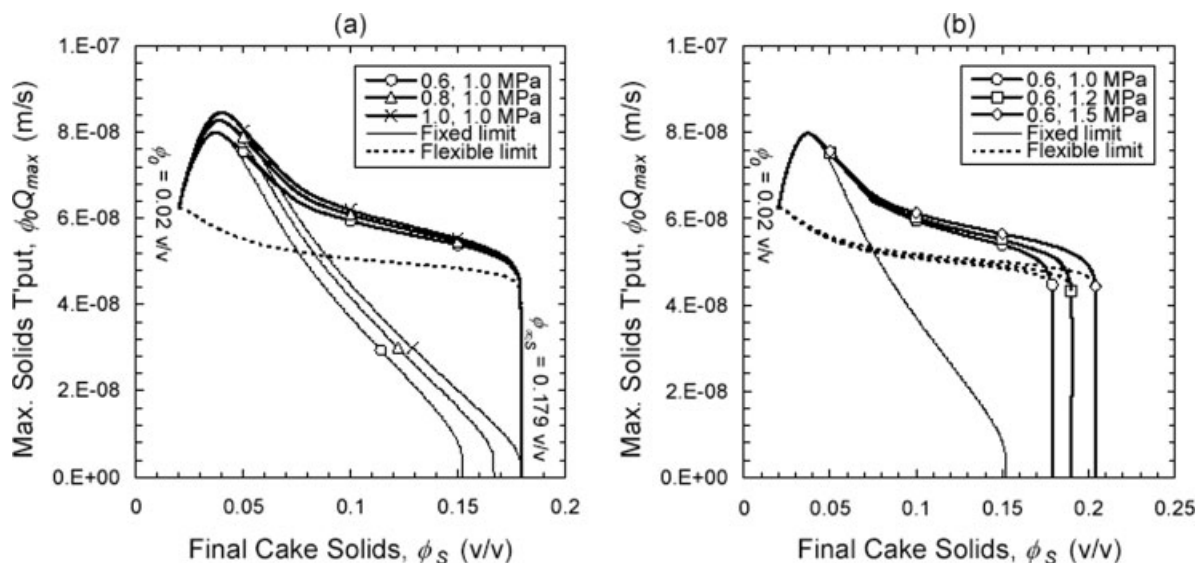 (a)
1.E-07
8.E-08
6.E-08
4.E-08
2.E-08
0.E+00
Max. Solids T'put, ϕ₀Qmax (m/s)
0.6, 1.0 MPa
0.8, 1.0 MPa
1.0, 1.0 MPa
Fixed limit
Flexible limit
ϕ₀ = 0.02 v/v
ϕ∞,S = 0.179 v/v
0 0.05 0.1 0.15 0.2
Final Cake Solids, ϕS (v/v)
(b)
1.E-07
8.E-08
6.E-08
4.E-08
2.E-08
0.E+00
Max. Solids T'put, ϕ₀Qmax (m/s)
0.6, 1.0 MPa
0.6, 1.2 MPa
0.6, 1.5 MPa
Fixed limit
Flexible limit
ϕ₀ = 0.02 v/v
0 0.05 0.1 0.15 0.2 0.25
Final Cake Solids, ϕS (v/v)